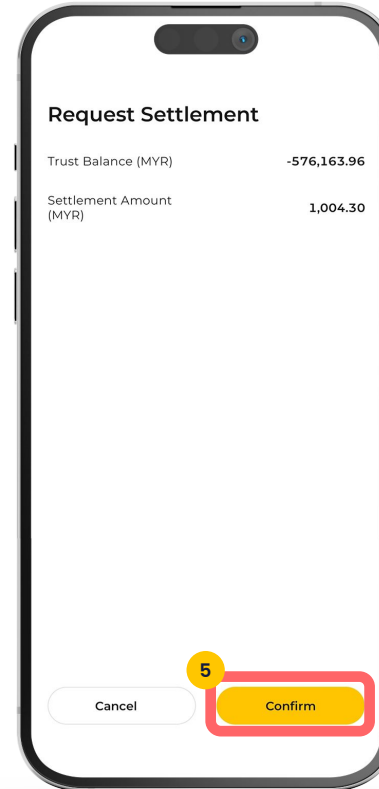 Request Settlement
Trust Balance (MYR) -576,163.96
Settlement Amount
(MYR) 1,004.30
5
Cancel Confirm